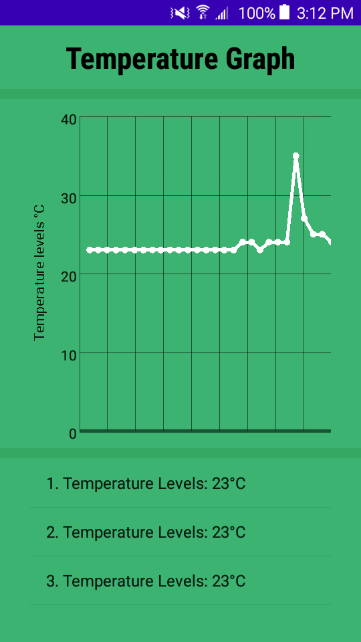 100% 3:12 PM
Temperature Graph
40
30
20
10
0
Temperature levels °C
1. Temperature Levels: 23°C
2. Temperature Levels: 23°C
3. Temperature Levels: 23°C